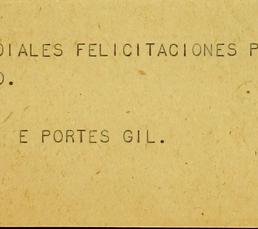 DIALES FELICITACIONES P
O.
E PORTES GIL.